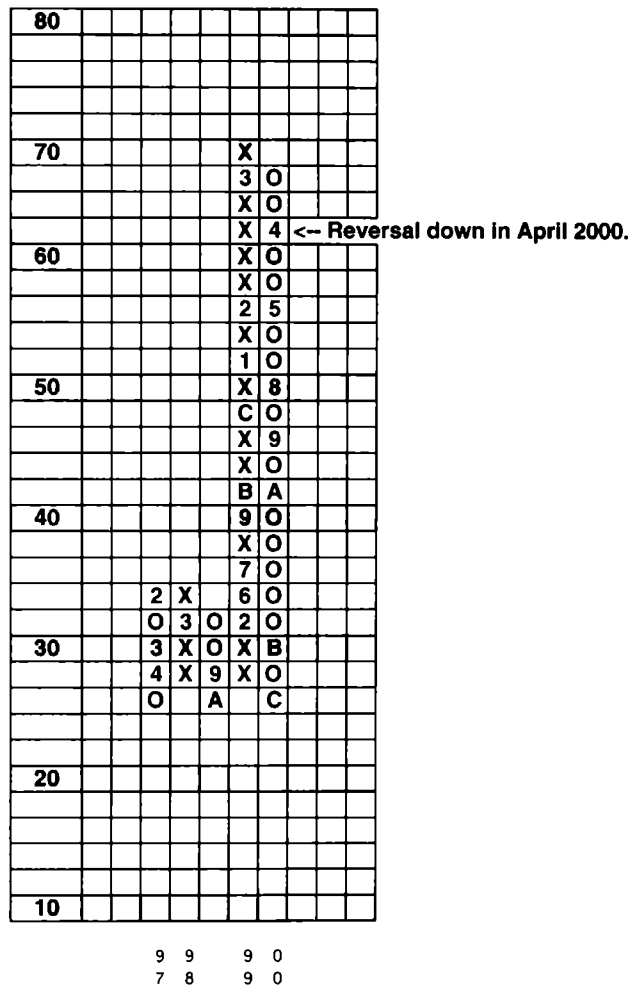 80
70 X
3 O
X O
X 4 <-- Reversal down in April 2000.
60 X O
X O
2 5
X O
1 O
50 X 8
C O
X 9
X O
B A
40 9 O
X O
7 O
2 X 6 O
O 3 O 2 O
30 3 X O X B
4 X 9 X O
O A C
20
10
9 9 9 0
7 8 9 0